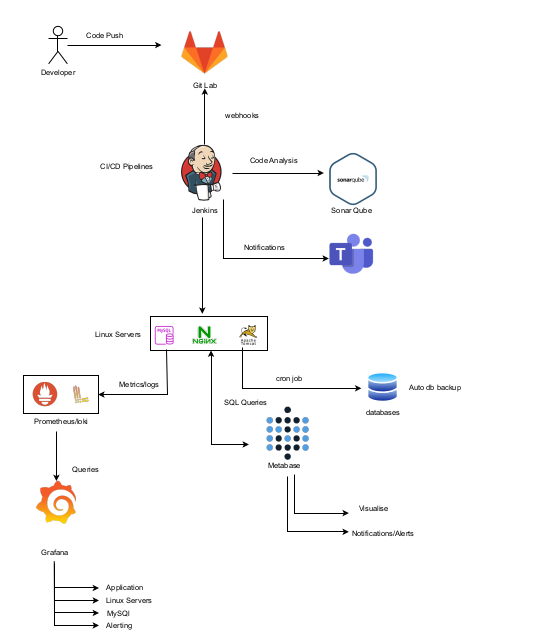 Code Push
Developer
Git Lab
webhooks
CI/CD Pipelines
Code Analysis
sonarqube
Jenkins
Sonar Qube
Notifications
T
Linux Servers
MySQL
NGINX
Apache
Tomcat
Metrics/logs
cron job
Auto db backup
SQL Queries
databases
Prometheus/loki
Metabase
Queries
Visualise
Notifications/Alerts
Grafana
Application
Linux Servers
MySQl
Alerting